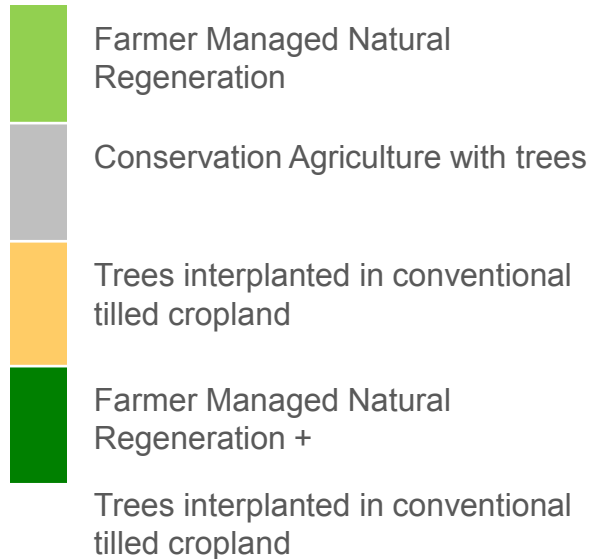 Farmer Managed Natural
Regeneration
Conservation Agriculture with trees
Trees interplanted in conventional
tilled cropland
Farmer Managed Natural
Regeneration +
Trees interplanted in conventional
tilled cropland